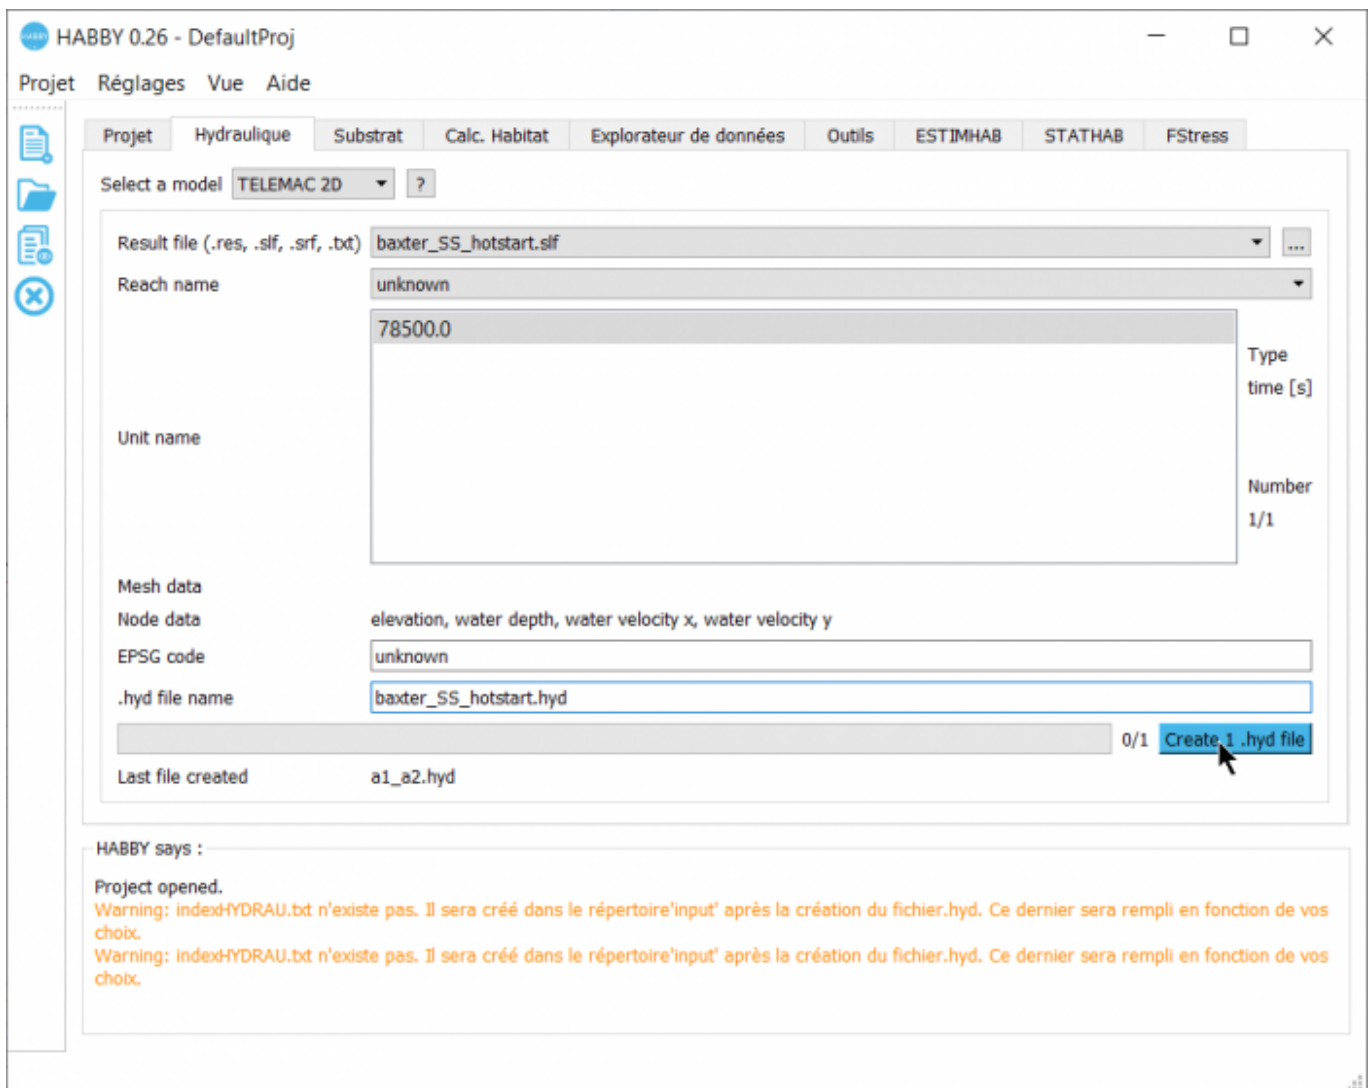 HABBY 0.26 - DefaultProj
Projet Réglages Vue Aide
Projet Hydraulique Substrat Calc. Habitat Explorateur de données Outils ESTIMHAB STATHAB FStress
Select a model TELEMAC 2D ?
Result file (.res, .slf, .srf, .txt) baxter_SS_hotstart.slf ...
Reach name unknown
78500.0
Type
time [s]
Unit name
Number
1/1
Mesh data
Node data elevation, water depth, water velocity x, water velocity y
EPSG code unknown
.hyd file name baxter_SS_hotstart.hyd
0/1 Create 1 .hyd file
Last file created a1_a2.hyd
HABBY says :
Project opened.
Warning: indexHYDRAU.txt n'existe pas. Il sera créé dans le répertoire'input' après la création du fichier.hyd. Ce dernier sera rempli en fonction de vos
choix.
Warning: indexHYDRAU.txt n'existe pas. Il sera créé dans le répertoire'input' après la création du fichier.hyd. Ce dernier sera rempli en fonction de vos
choix.